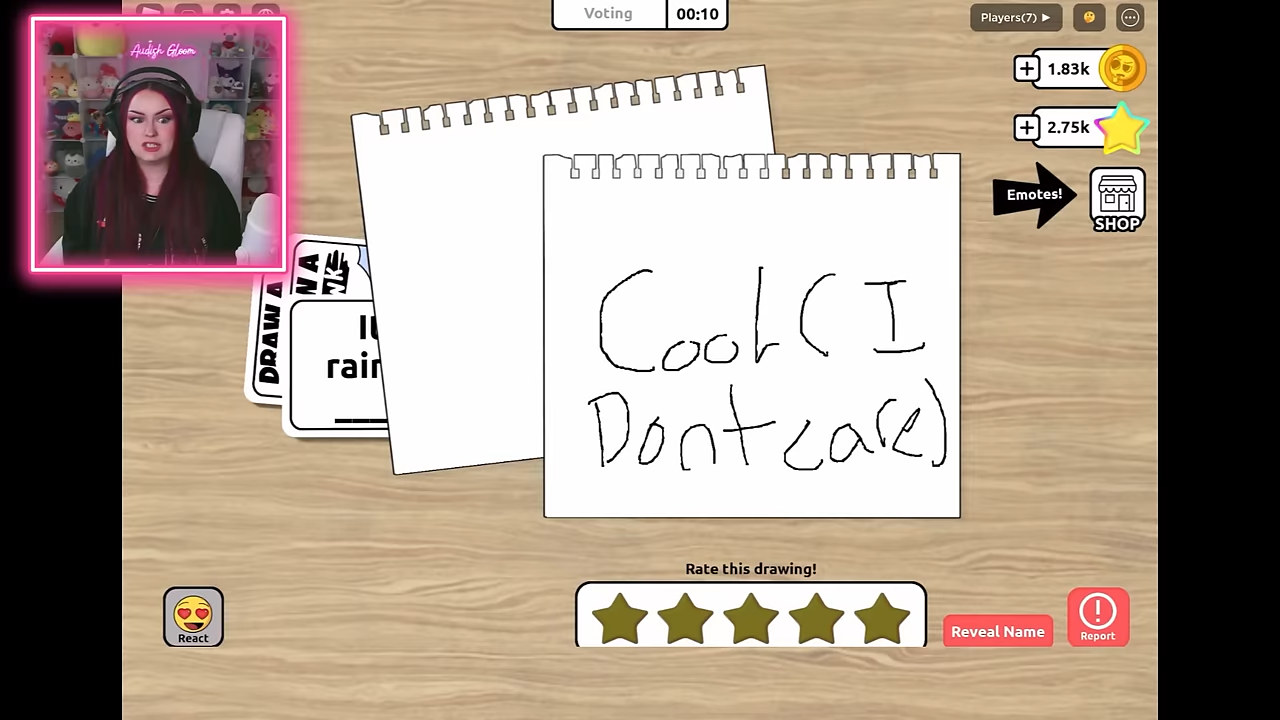 Voting 00:10
Players(7)
Audish Gloom
1.83k
2.75k
Emotes!
SHOP
DRAW A
Cool ( I
Dont care)
Rate this drawing!
React
Reveal Name
Report